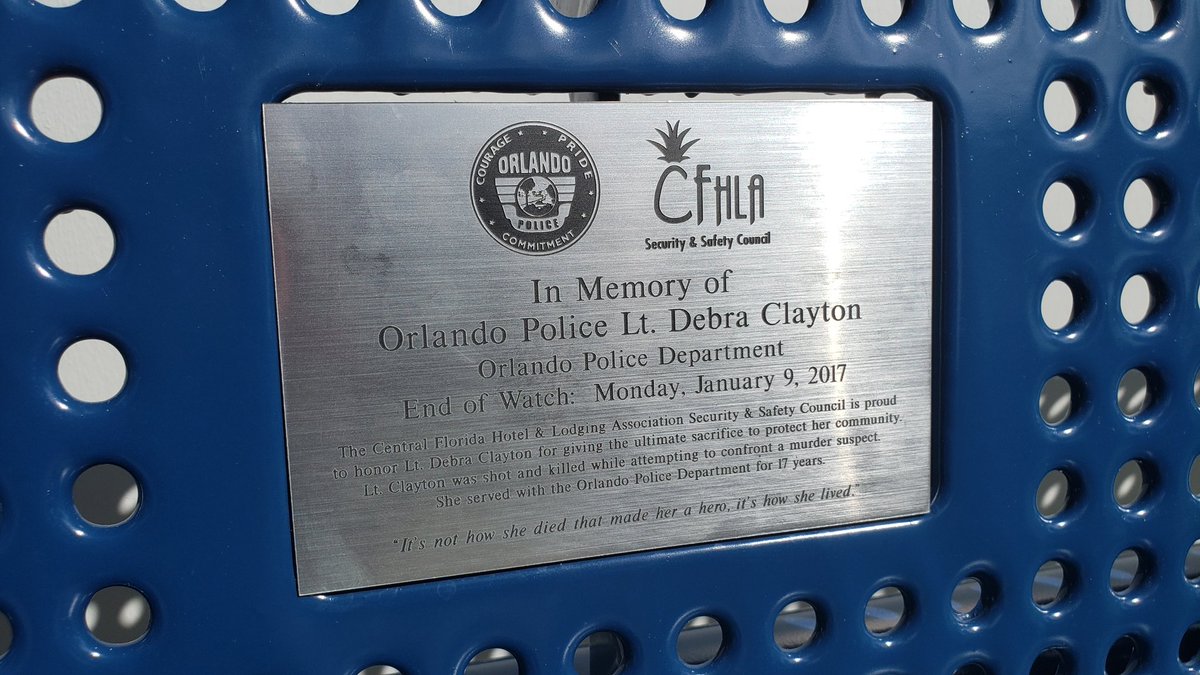 COURAGE ★ PRIDE
ORLANDO
POLICE
COMMITMENT
CFHLA
Security & Safety Council
In Memory of
Orlando Police Lt. Debra Clayton
Orlando Police Department
End of Watch: Monday, January 9, 2017
The Central Florida Hotel & Lodging Association Security & Safety Council is proud
to honor Lt. Debra Clayton for giving the ultimate sacrifice to protect her community.
Lt. Clayton was shot and killed while attempting to confront a murder suspect.
She served with the Orlando Police Department for 17 years.
"It's not how she died that made her a hero, it's how she lived."